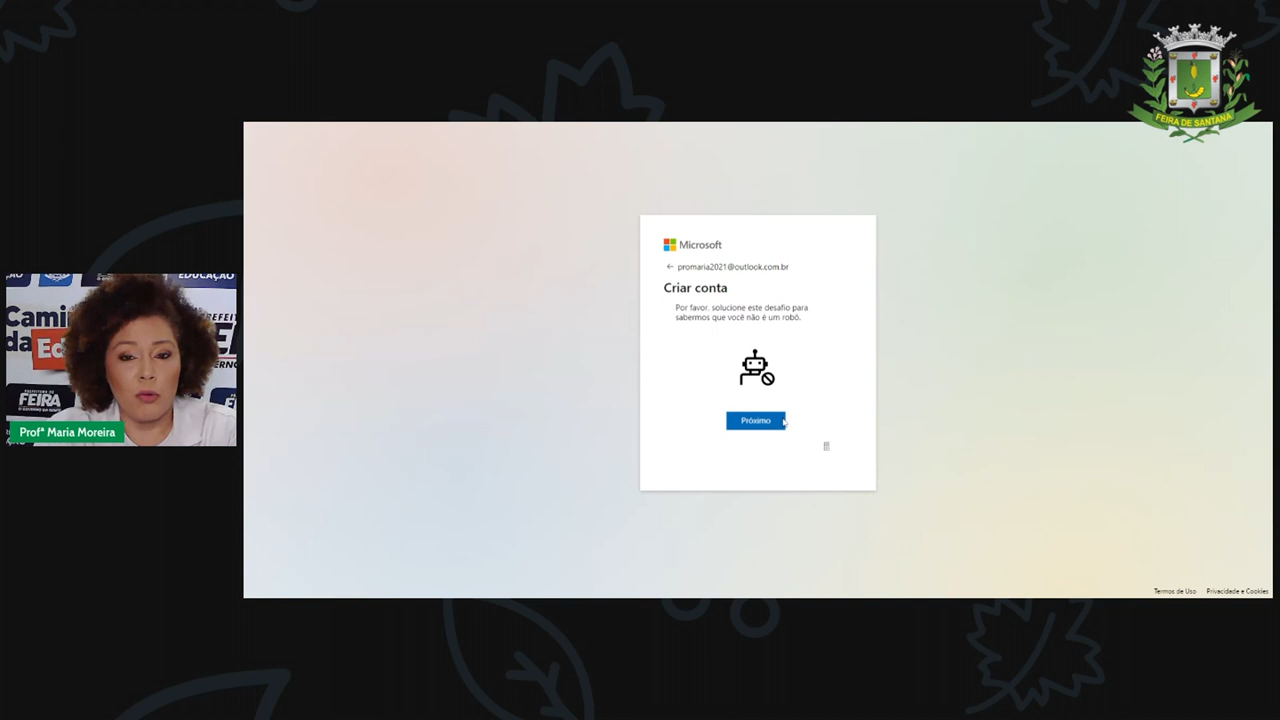 FEIRA DE SANTANA
Microsoft
← promaria2021@outlook.com.br
Criar conta
Por favor, solucione este desafio para
sabermos que você não é um robô.
Próximo
Termos de Uso Privacidade e Cookies
EDUCAÇÃO
FEIRA
Profª Maria Moreira